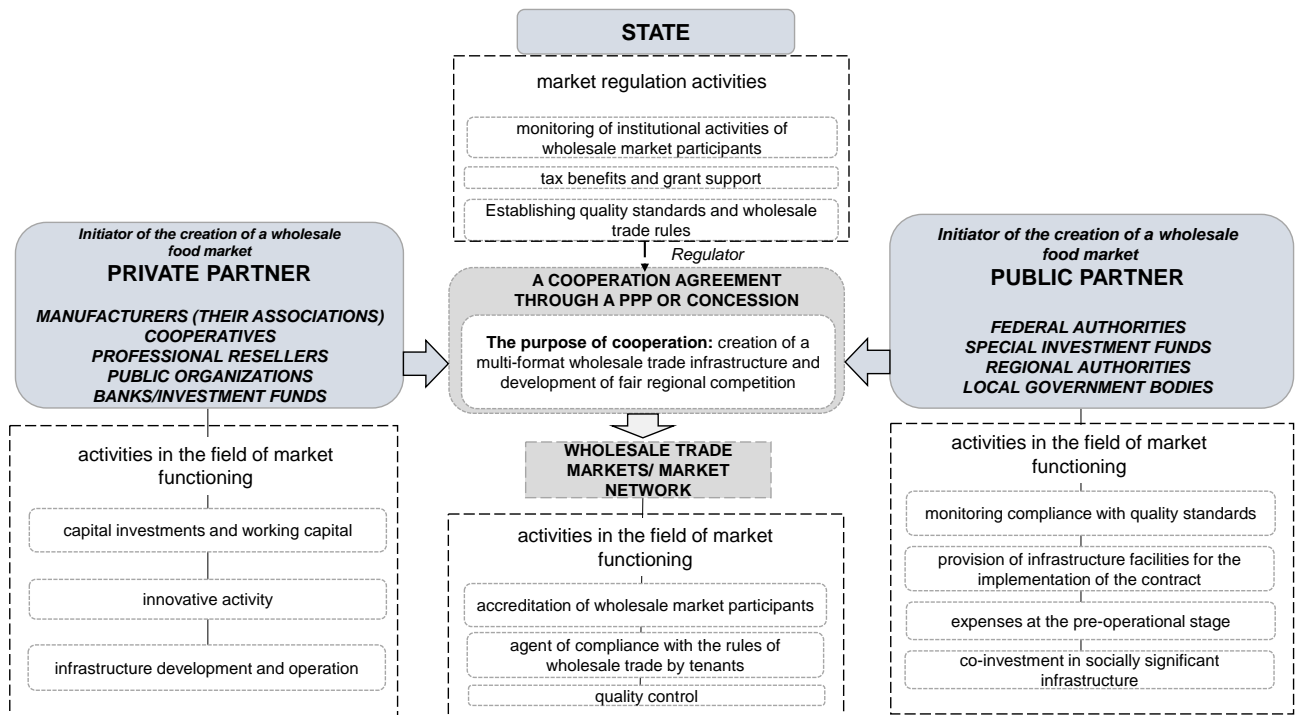 STATE
market regulation activities
monitoring of institutional activities of
wholesale market participants
tax benefits and grant support
Establishing quality standards and wholesale
trade rules
Regulator
Initiator of the creation of a wholesale
food market
PRIVATE PARTNER
MANUFACTURERS (THEIR ASSOCIATIONS)
COOPERATIVES
PROFESSIONAL RESELLERS
PUBLIC ORGANIZATIONS
BANKS/INVESTMENT FUNDS
A COOPERATION AGREEMENT
THROUGH A PPP OR CONCESSION
The purpose of cooperation: creation of
a multi-format wholesale trade infrastructure and
development of fair regional competition
Initiator of the creation of a wholesale
food market
PUBLIC PARTNER
FEDERAL AUTHORITIES
SPECIAL INVESTMENT FUNDS
REGIONAL AUTHORITIES
LOCAL GOVERNMENT BODIES
activities in the field of market
functioning
capital investments and working capital
innovative activity
infrastructure development and operation
WHOLESALE TRADE
MARKETS/ MARKET
NETWORK
activities in the field of market
functioning
accreditation of wholesale market participants
agent of compliance with the rules of
wholesale trade by tenants
quality control
activities in the field of market
functioning
monitoring compliance with quality standards
provision of infrastructure facilities for the
implementation of the contract
expenses at the pre-operational stage
co-investment in socially significant
infrastructure